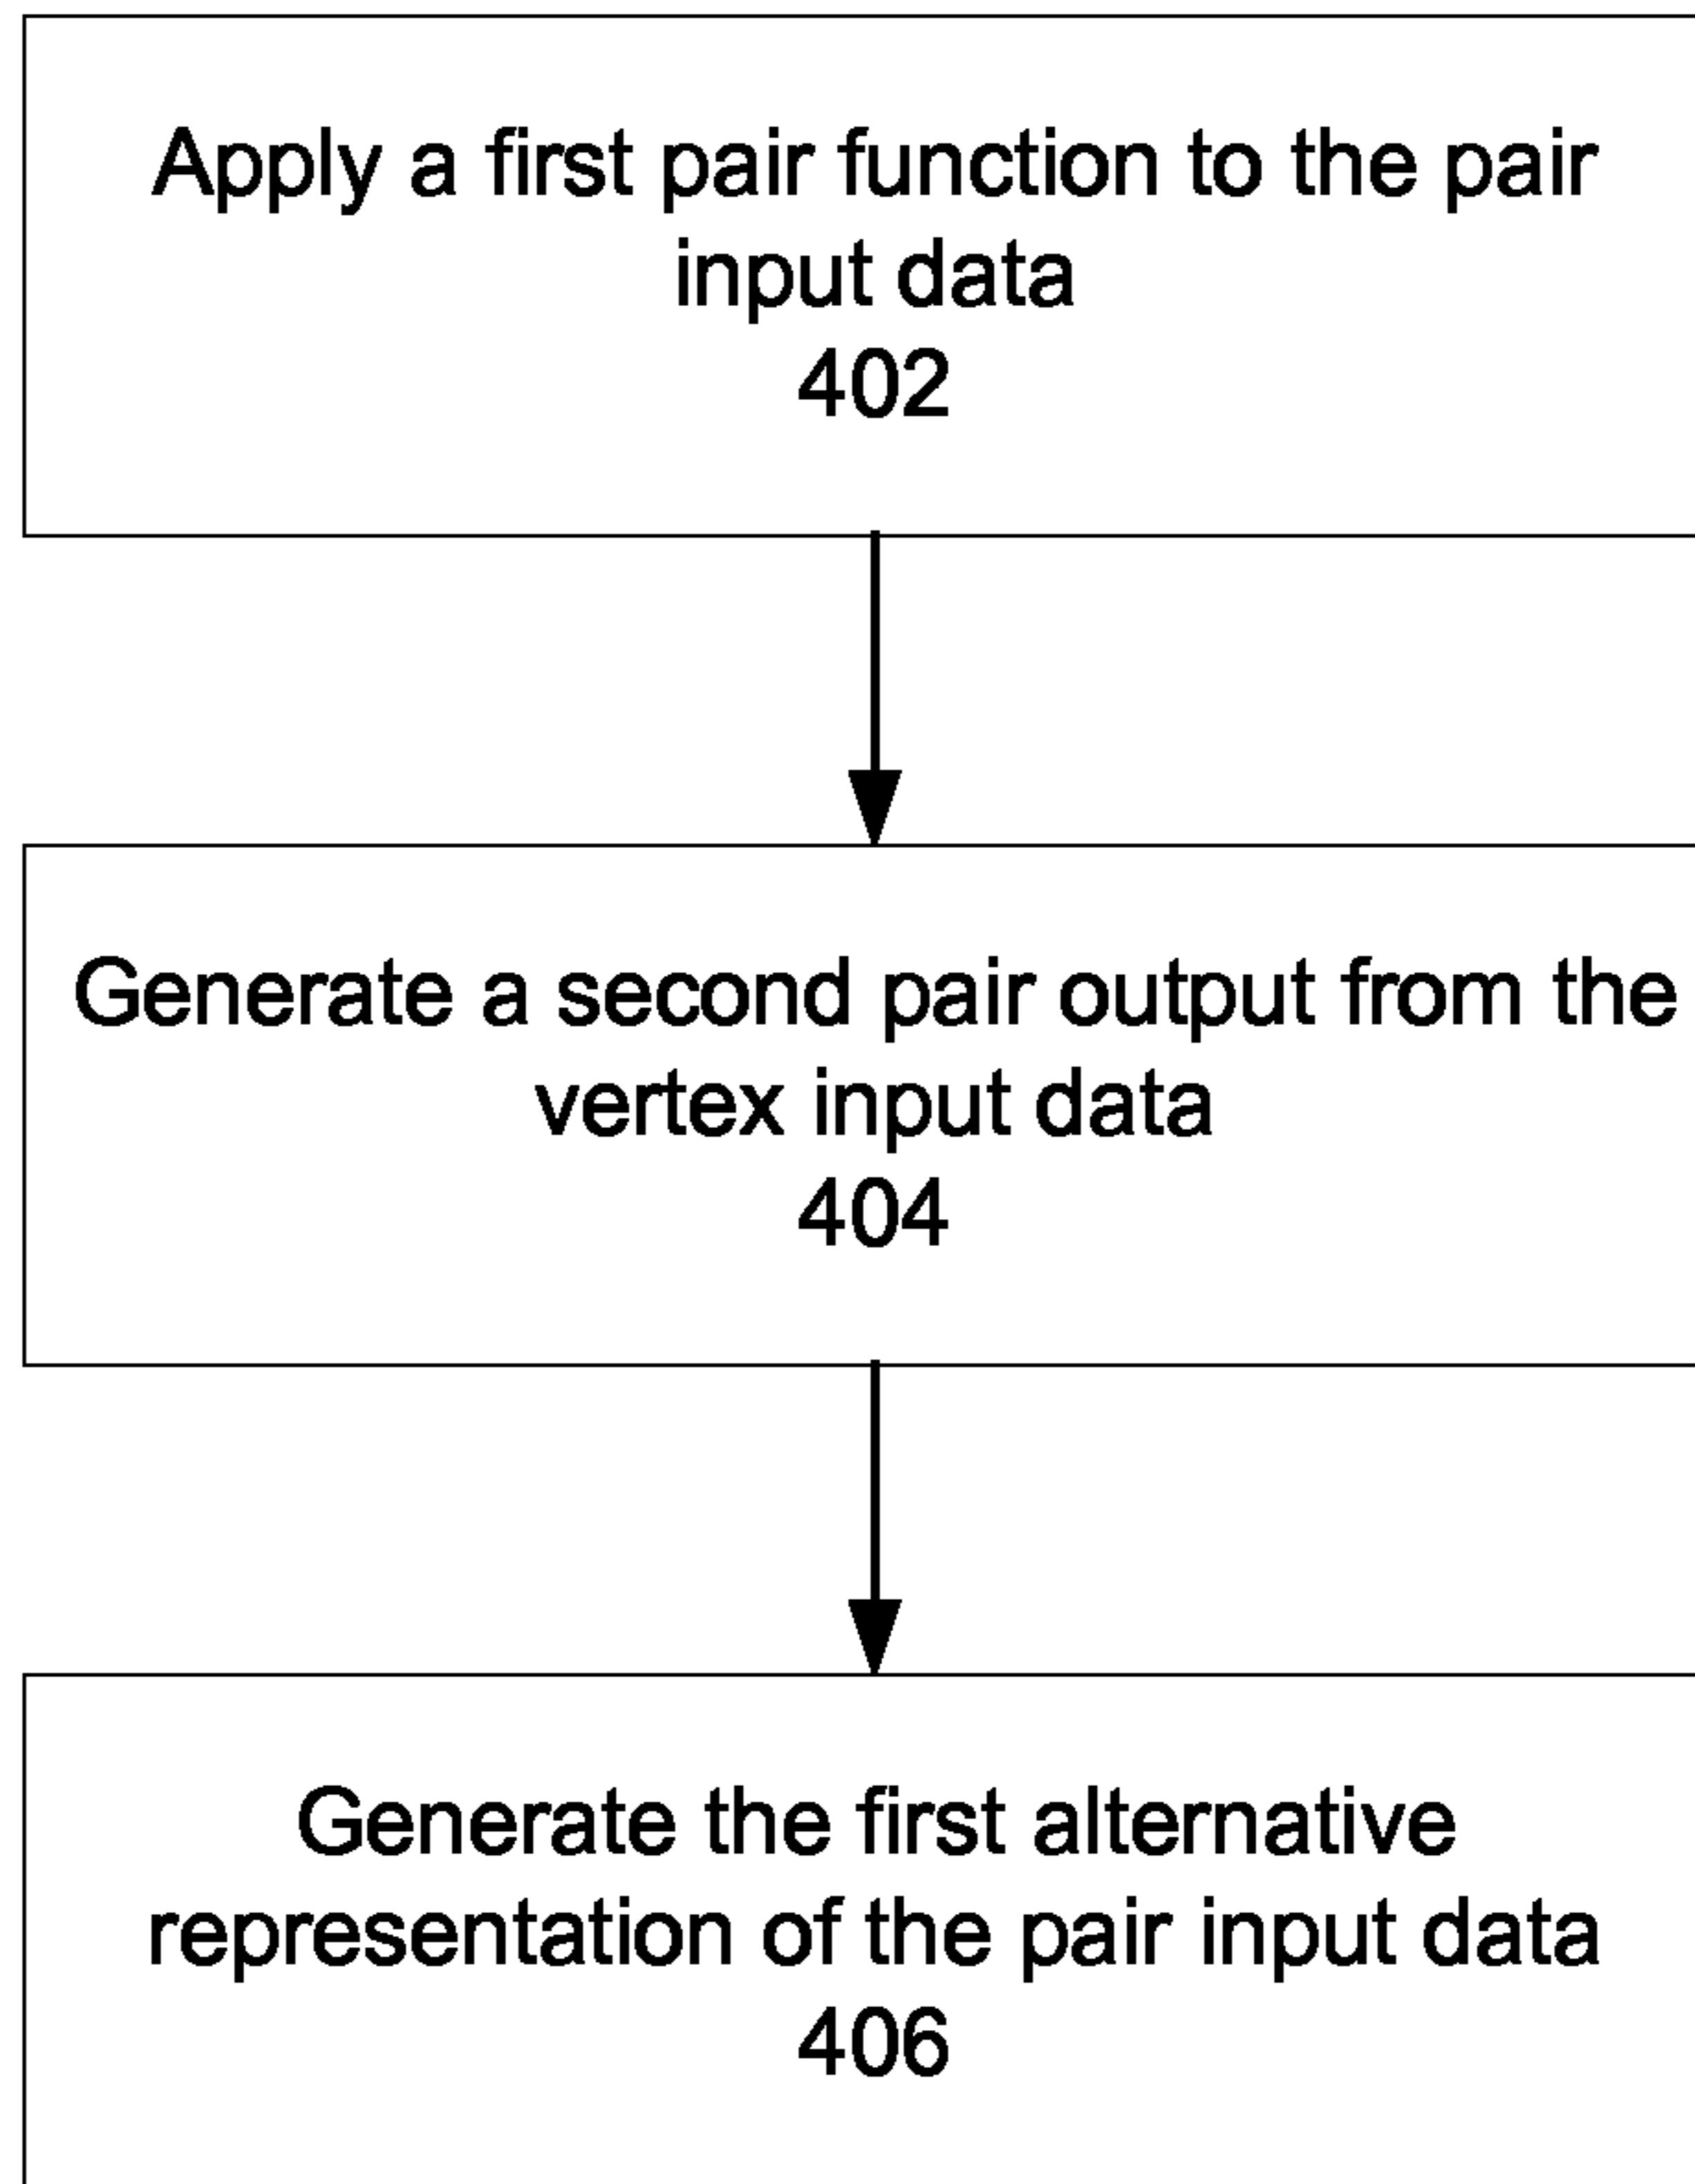 Apply a first pair function to the pair
input data
402
Generate a second pair output from the
vertex input data
404
Generate the first alternative
representation of the pair input data
406